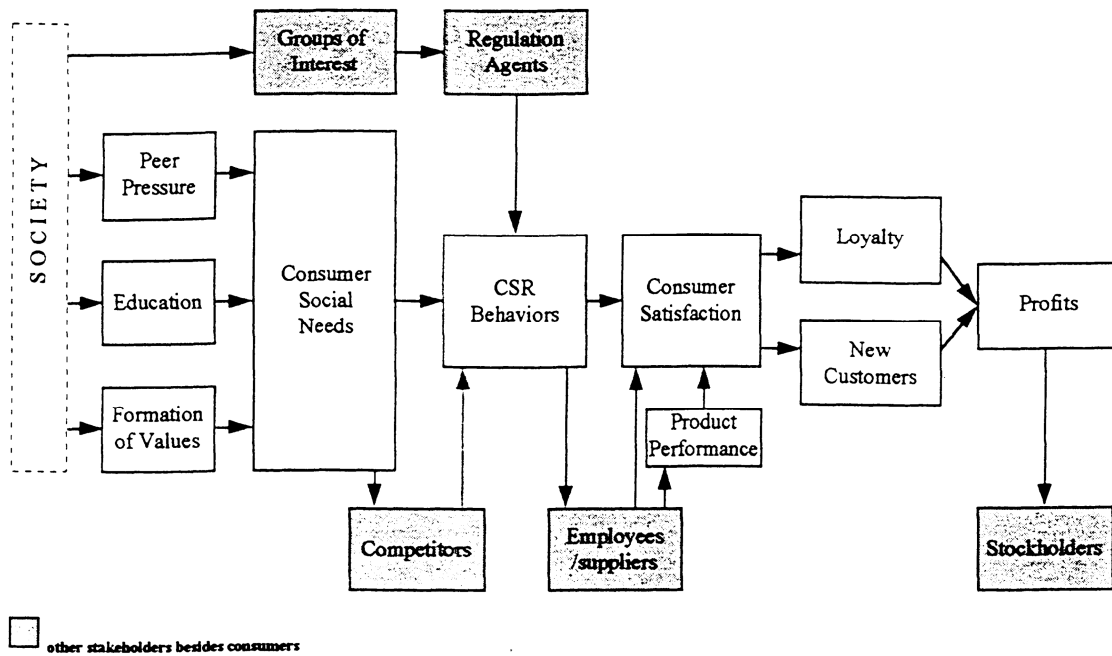 Groups of
Interest
Regulation
Agents
SOCIETY
Peer
Pressure
Education
Formation
of Values
Consumer
Social
Needs
CSR
Behaviors
Consumer
Satisfaction
Loyalty
New
Customers
Profits
Product
Performance
Competitors
Employees
/suppliers
Stockholders
other stakeholders besides consumers